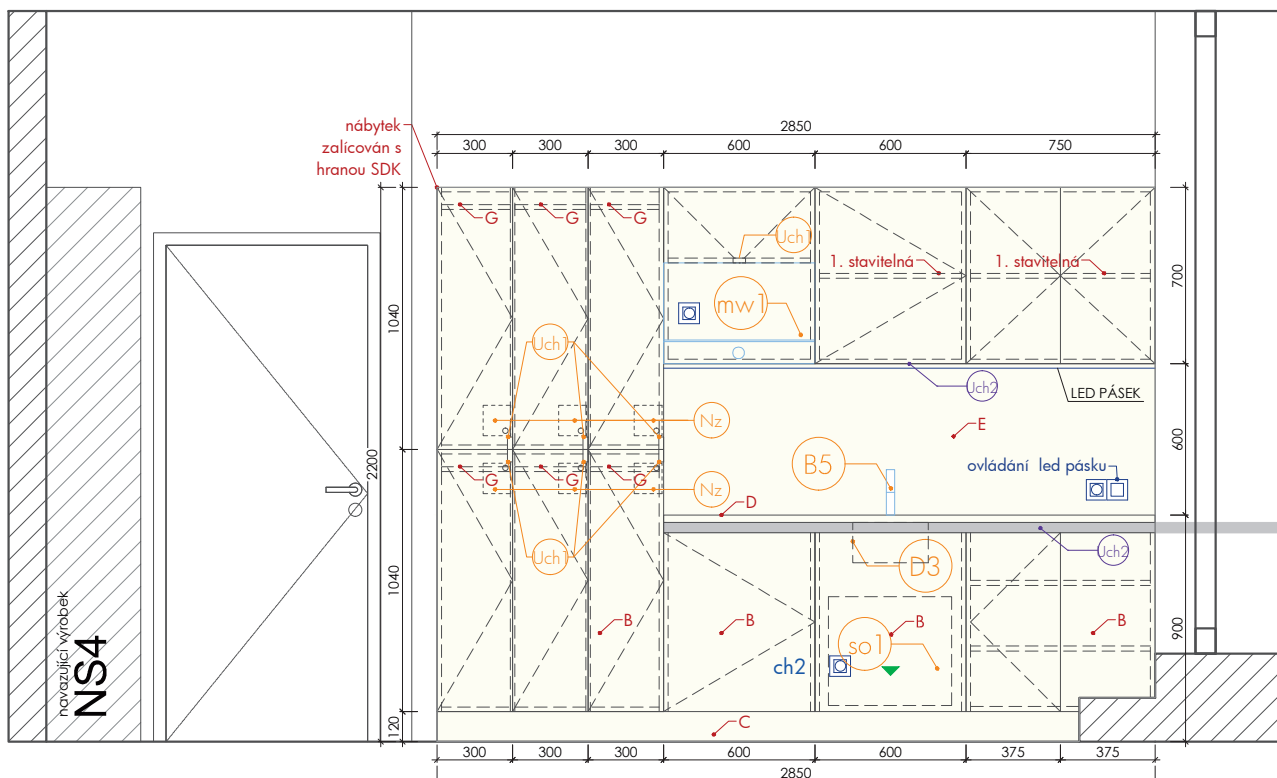 2850
300
300
300
600
600
750
nábytek
zalícován s
hranou SDK
G
G
G
Uch1
1. stavitelná
1. stavitelná
mw1
700
1040
Uch1
Uch2
LED PÁSEK
Nz
E
600
2200
B5
ovládání led pásku
G
G
G
Nz
D
Uch1
Uch2
D3
1040
B
B
B
B
so1
ch2
900
navazující výrobek
NS4
120
C
300
300
300
600
600
375
375
2850